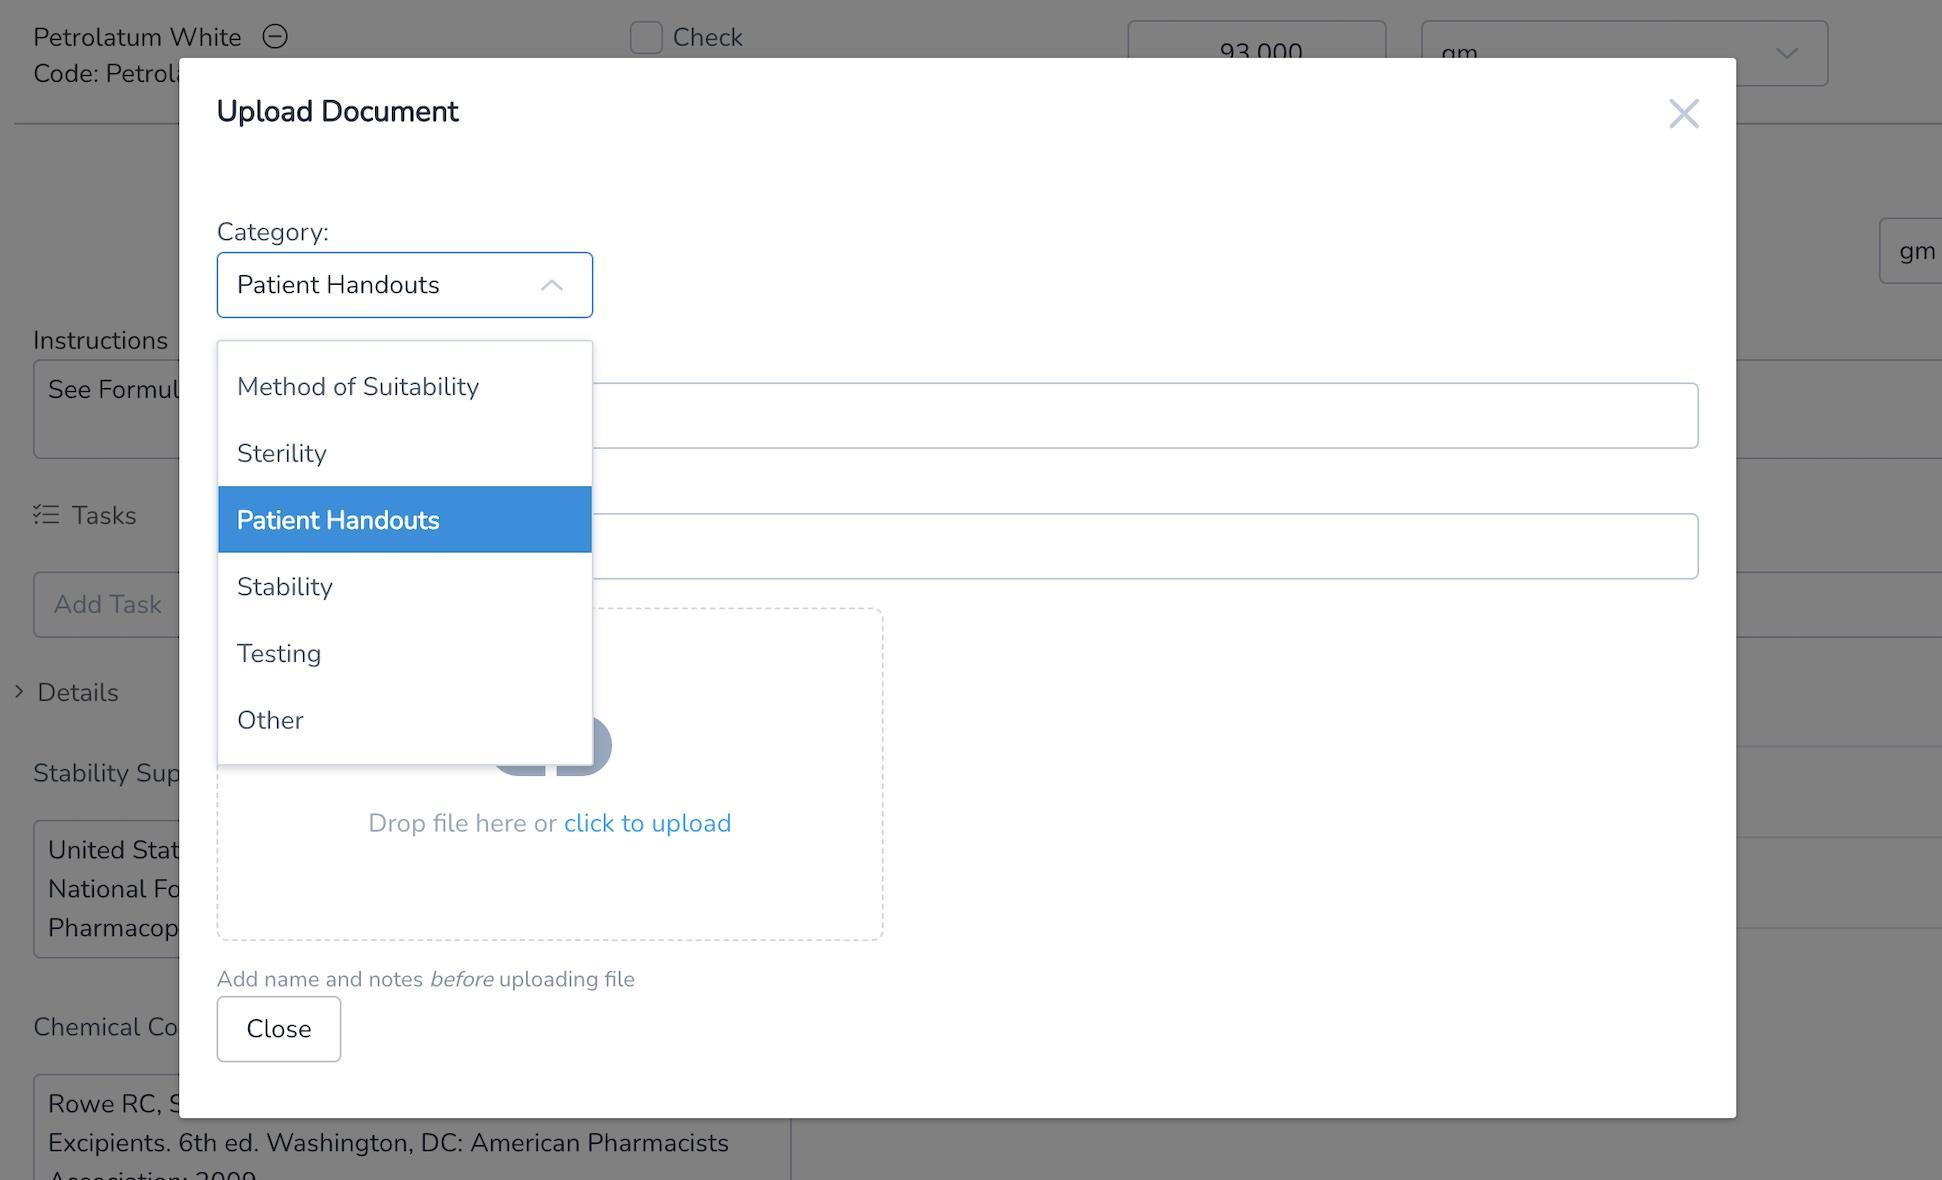 Petrolatum White
Check
93.000
gm
Code: Petrola
Upload Document
Category:
Patient Handouts
gm
Instructions
Method of Suitability
See Formul
Sterility
Tasks
Patient Handouts
Stability
Add Task
Testing
Details
Other
Stability Sup
Drop file here or click to upload
United Stat
National Fo
Pharmacop
Add name and notes before uploading file
Chemical Co
Close
Rowe RC, S
Excipients. 6th ed. Washington, DC: American Pharmacists
Association; 2009